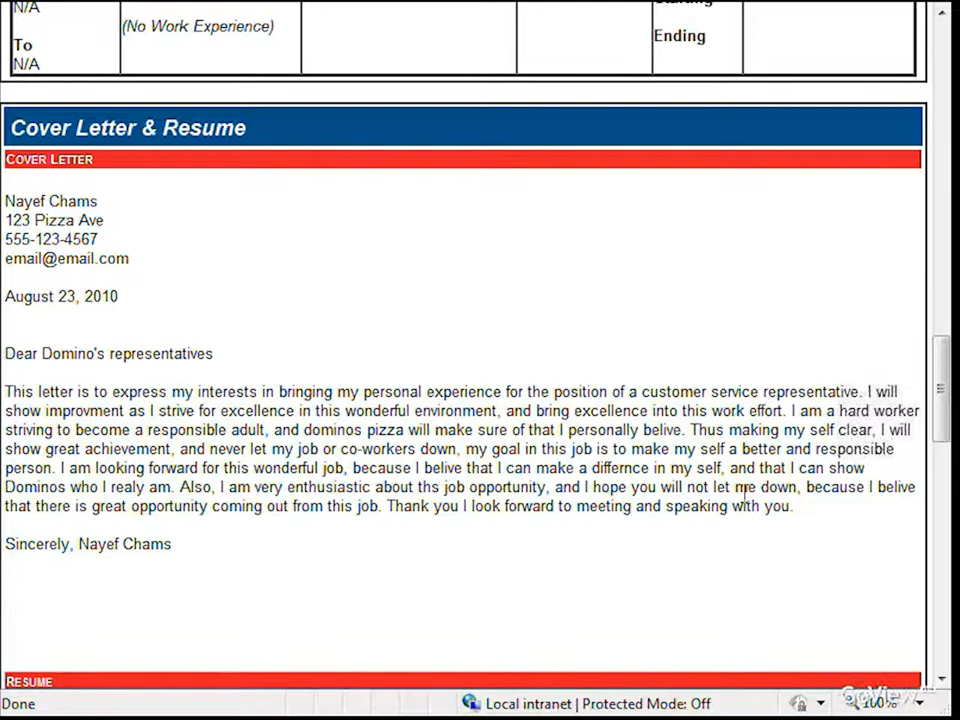 N/A
(No Work Experience)
To
Ending
N/A
Cover Letter & Resume
COVER LETTER
Nayef Chams
123 Pizza Ave
555-123-4567
email@email.com
August 23, 2010
Dear Domino's representatives
This letter is to express my interests in bringing my personal experience for the position of a customer service representative. I will
show improvment as I strive for excellence in this wonderful environment, and bring excellence into this work effort. I am a hard worker
striving to become a responsible adult, and dominos pizza will make sure of that I personally belive. Thus making my self clear, I will
show great achievement, and never let my job or co-workers down, my goal in this job is to make my self a better and responsible
person. I am looking forward for this wonderful job, because I belive that I can make a differnce in my self, and that I can show
Dominos who I realy am. Also, I am very enthusiastic about ths job opportunity, and I hope you will not let me down, because I belive
that there is great opportunity coming out from this job. Thank you I look forward to meeting and speaking with you.
Sincerely, Nayef Chams
RESUME
Done
Local intranet | Protected Mode: Off
GoView
100%